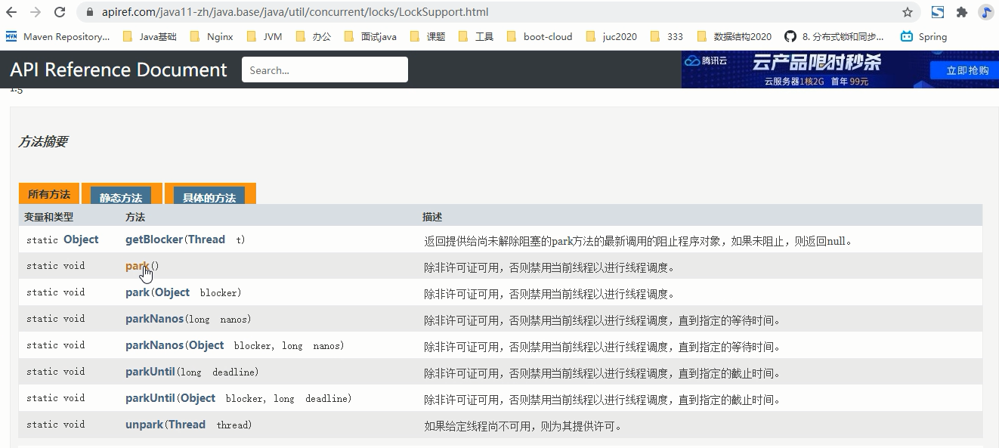 apiref.com/java11-zh/java.base/java/util/concurrent/locks/LockSupport.html
MVN Maven Repository... Java基础 Nginx JVM 办公 面试java 课题 工具 boot-cloud juc2020 333 数据结构2020 8. 分布式锁和同步... Spring
API Reference Document Search... 腾讯云 云产品限时秒杀 立即抢购
云服务器1核2G 首年 99元
1.5
方法摘要
所有方法 静态方法 具体的方法
变量和类型 方法 描述
static Object getBlocker(Thread t) 返回提供给尚未解除阻塞的park方法的最新调用的阻止程序对象，如果未阻止，则返回null。
static void park() 除非许可证可用，否则禁用当前线程以进行线程调度。
static void park(Object blocker) 除非许可证可用，否则禁用当前线程以进行线程调度。
static void parkNanos(long nanos) 除非许可证可用，否则禁用当前线程以进行线程调度，直到指定的等待时间。
static void parkNanos(Object blocker, long nanos) 除非许可证可用，否则禁用当前线程以进行线程调度，直到指定的等待时间。
static void parkUntil(long deadline) 除非许可证可用，否则禁用当前线程以进行线程调度，直到指定的截止时间。
static void parkUntil(Object blocker, long deadline) 除非许可证可用，否则禁用当前线程以进行线程调度，直到指定的截止时间。
static void unpark(Thread thread) 如果给定线程尚不可用，则为其提供许可。